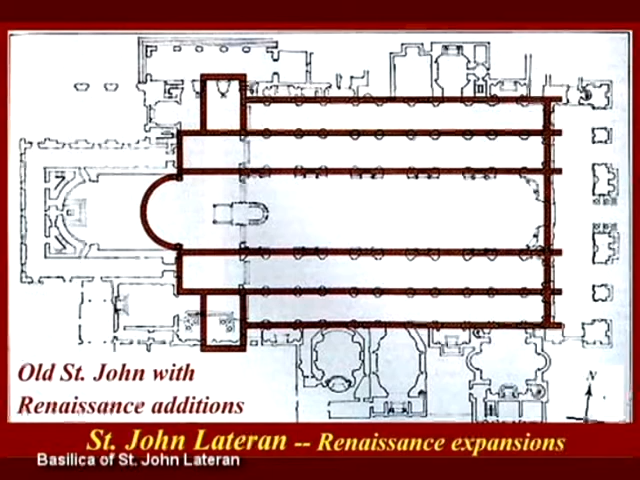 N
Old St. John with
Renaissance additions
St. John Lateran -- Renaissance expansions
Basilica of St. John Lateran